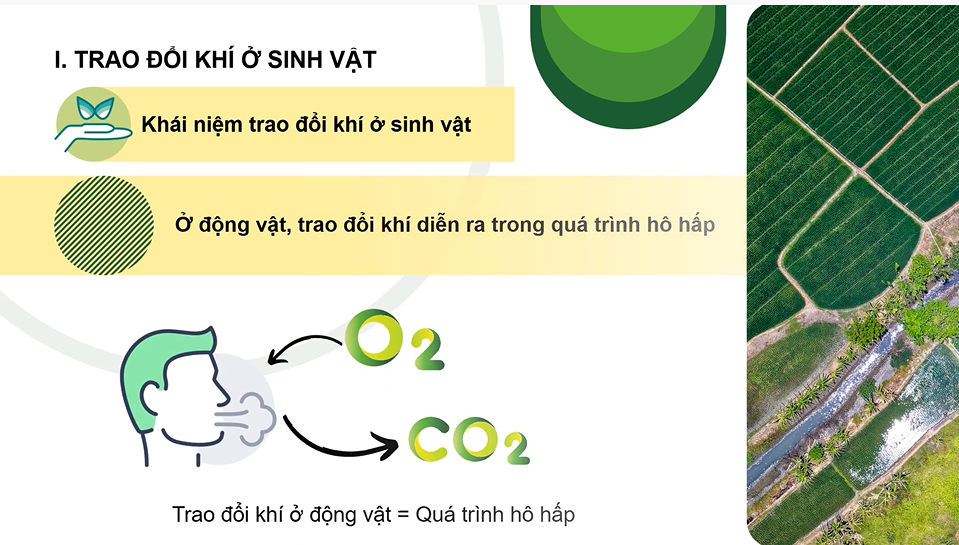 I. TRAO ĐỔI KHÍ Ở SINH VẬT
Khái niệm trao đổi khí ở sinh vật
Ở động vật, trao đổi khí diễn ra trong quá trình hô hấp
O2
CO2
Trao đổi khí ở động vật = Quá trình hô hấp